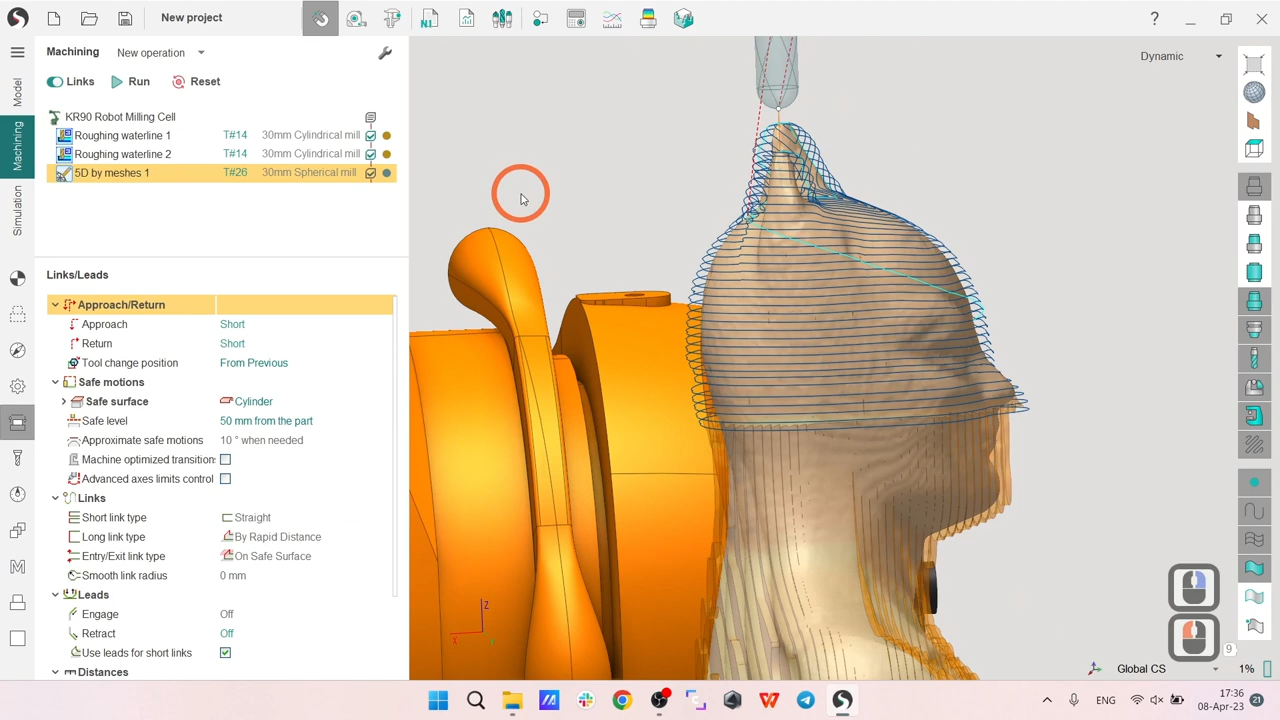 New project
?
Machining
New operation
Links
Run
Reset
KR90 Robot Milling Cell
Roughing waterline 1 T#14 30mm Cylindrical mill
Roughing waterline 2 T#14 30mm Cylindrical mill
5D by meshes 1 T#26 30mm Spherical mill
Model
Machining
Simulation
Links/Leads
Approach/Return
Approach Short
Return Short
Tool change position From Previous
Safe motions
Safe surface Cylinder
Safe level 50 mm from the part
Approximate safe motions 10 ° when needed
Machine optimized transition:
Advanced axes limits control
Links
Short link type Straight
Long link type By Rapid Distance
Entry/Exit link type On Safe Surface
Smooth link radius 0 mm
Leads
Engage Off
Retract Off
Use leads for short links
Distances
Dynamic
Z
X
9
Global CS
1%
ENG
17:36
08-Apr-23
21